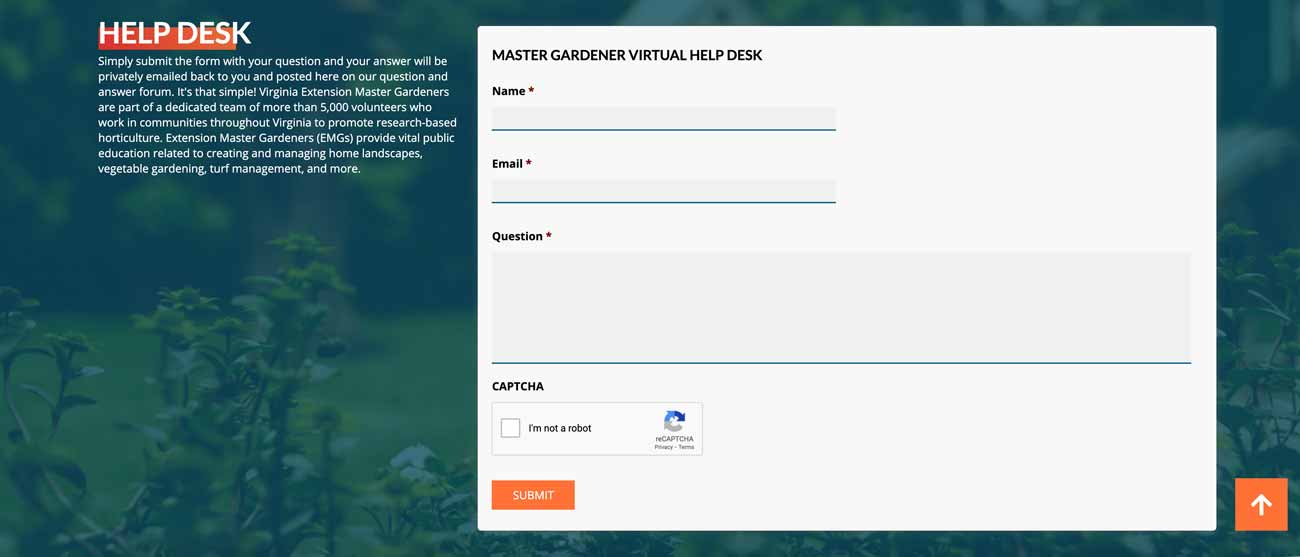 HELP DESK
Simply submit the form with your question and your answer will be
privately emailed back to you and posted here on our question and
answer forum. It's that simple! Virginia Extension Master Gardeners
are part of a dedicated team of more than 5,000 volunteers who
work in communities throughout Virginia to promote research-based
horticulture. Extension Master Gardeners (EMGs) provide vital public
education related to creating and managing home landscapes,
vegetable gardening, turf management, and more.
MASTER GARDENER VIRTUAL HELP DESK
Name *
Email *
Question *
CAPTCHA
I'm not a robot
reCAPTCHA
Privacy - Terms
SUBMIT